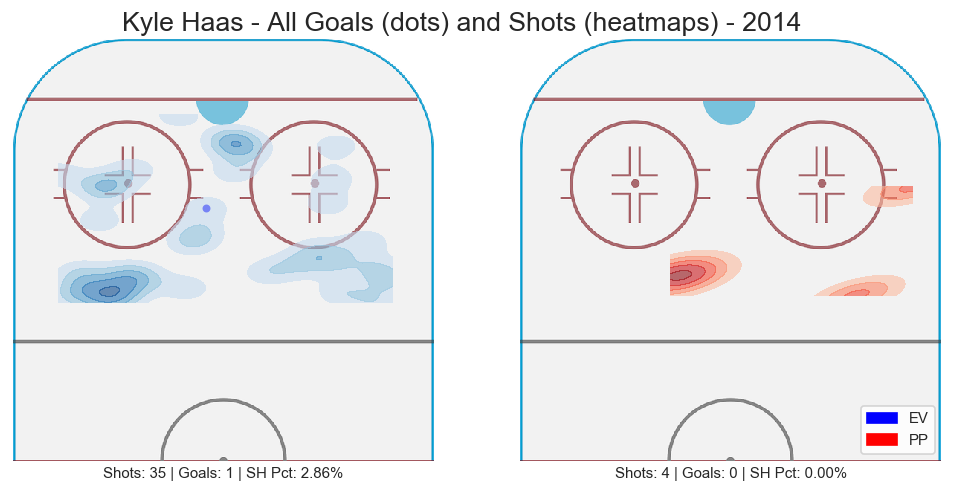 Kyle Haas - All Goals (dots) and Shots (heatmaps) - 2014
EV
PP
Shots: 35 | Goals: 1 | SH Pct: 2.86%
Shots: 4 | Goals: 0 | SH Pct: 0.00%